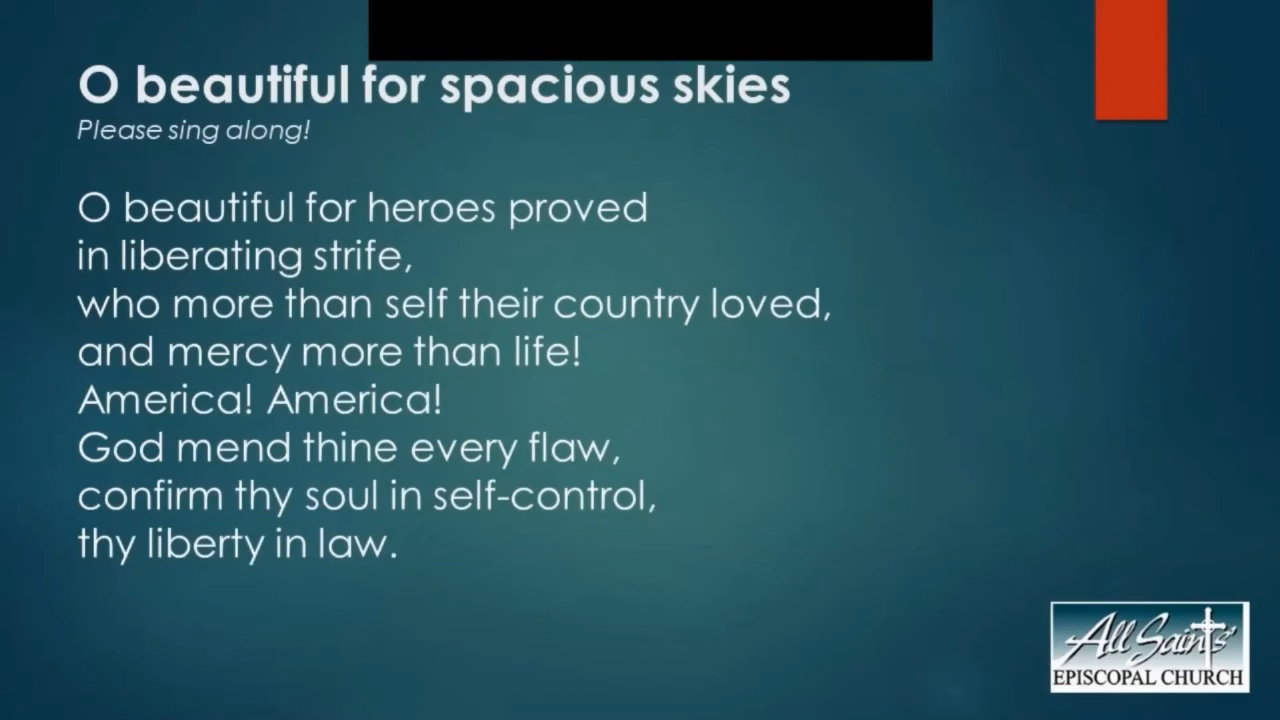 O beautiful for spacious skies
Please sing along!
O beautiful for heroes proved
in liberating strife,
who more than self their country loved,
and mercy more than life!
America! America!
God mend thine every flaw,
confirm thy soul in self-control,
thy liberty in law.
All Saints'
EPISCOPAL CHURCH